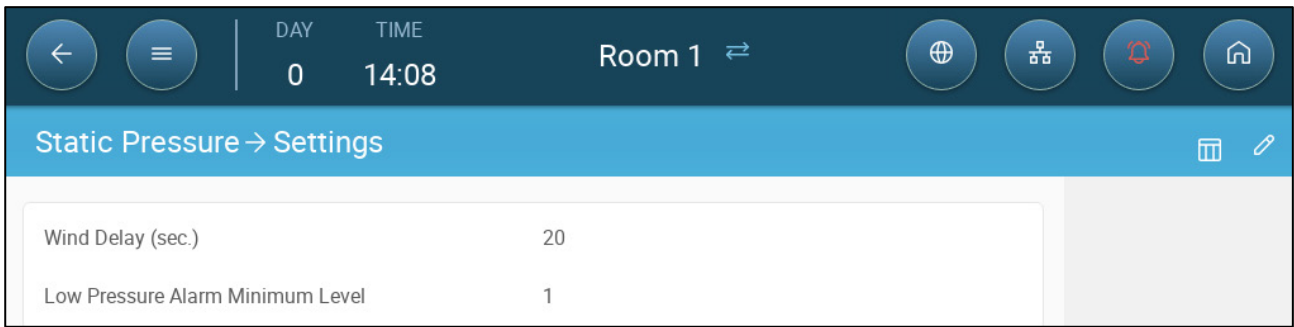 DAY TIME
0 14:08
Room 1
Static Pressure → Settings
Wind Delay (sec.) 20
Low Pressure Alarm Minimum Level 1